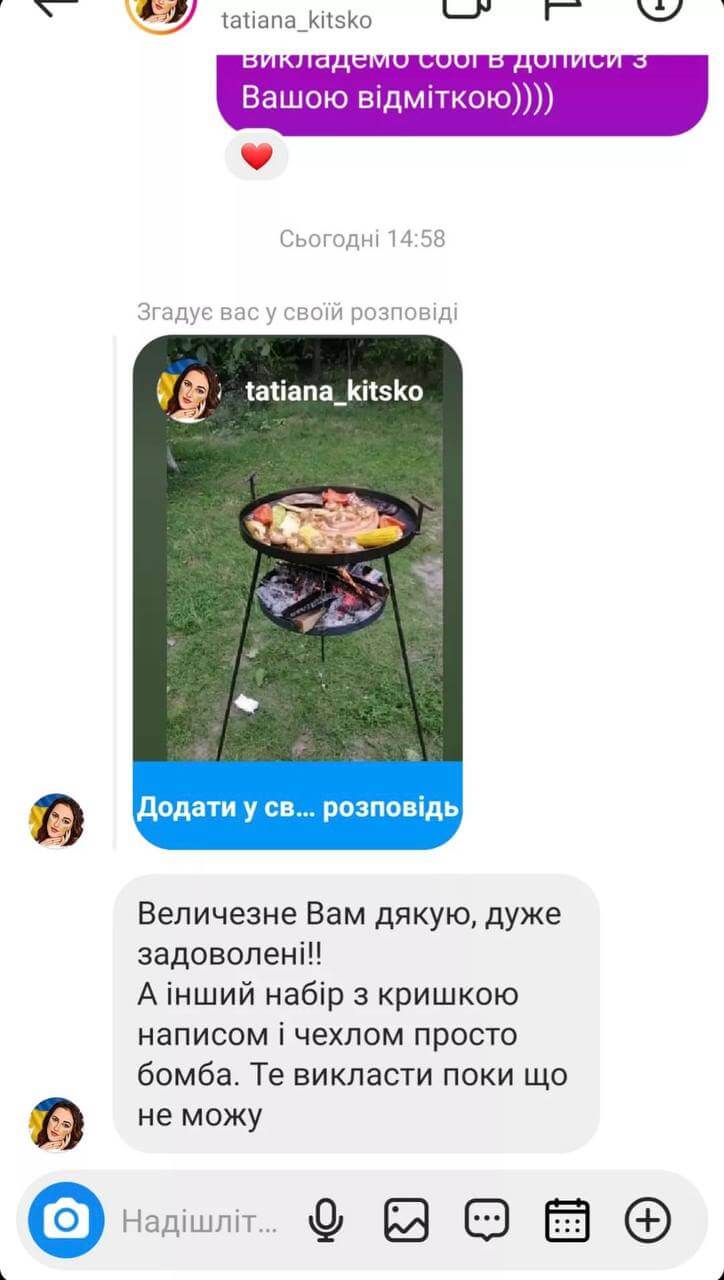 tatiana_kitsko
викладемо собі в дописи з
Вашою відміткою))))
Сьогодні 14:58
Згадує вас у своїй розповіді
tatiana_kitsko
Додати у св... розповідь
Величезне Вам дякую, дуже
задоволені!!
А інший набір з кришкою
написом і чехлом просто
бомба. Те викласти поки що
не можу
Надішліт...